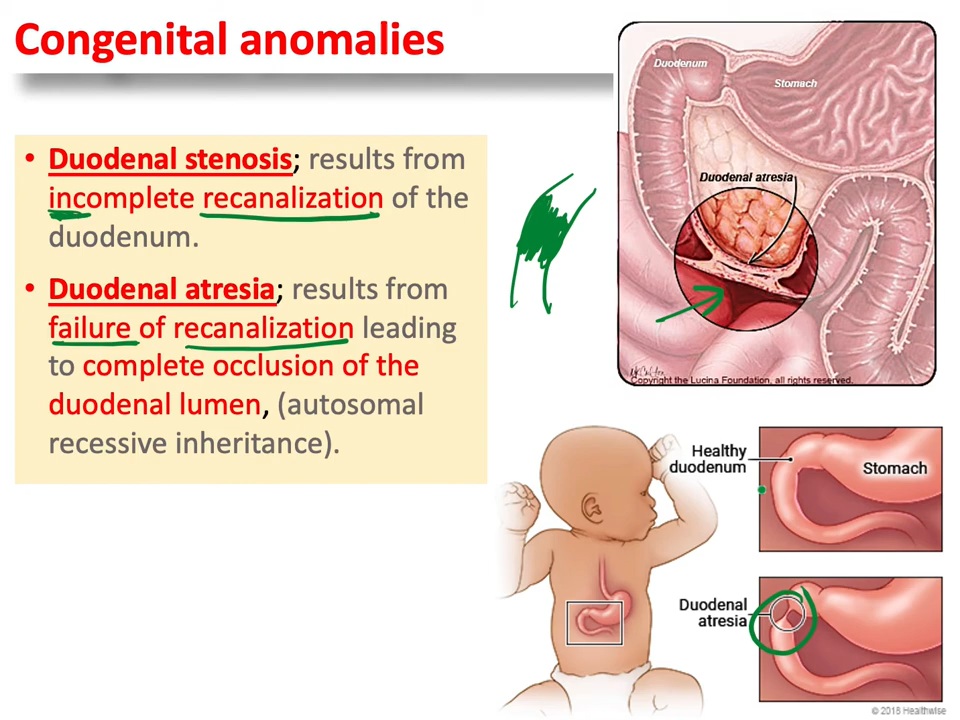 Congenital anomalies
• Duodenal stenosis; results from
incomplete recanalization of the
duodenum.
• Duodenal atresia; results from
failure of recanalization leading
to complete occlusion of the
duodenal lumen, (autosomal
recessive inheritance).
Duodenum
Stomach
Duodenal atresia
Copyright the Lucina Foundation, all rights reserved.
Healthy
duodenum
Stomach
Duodenal
atresia
© 2018 Healthwise